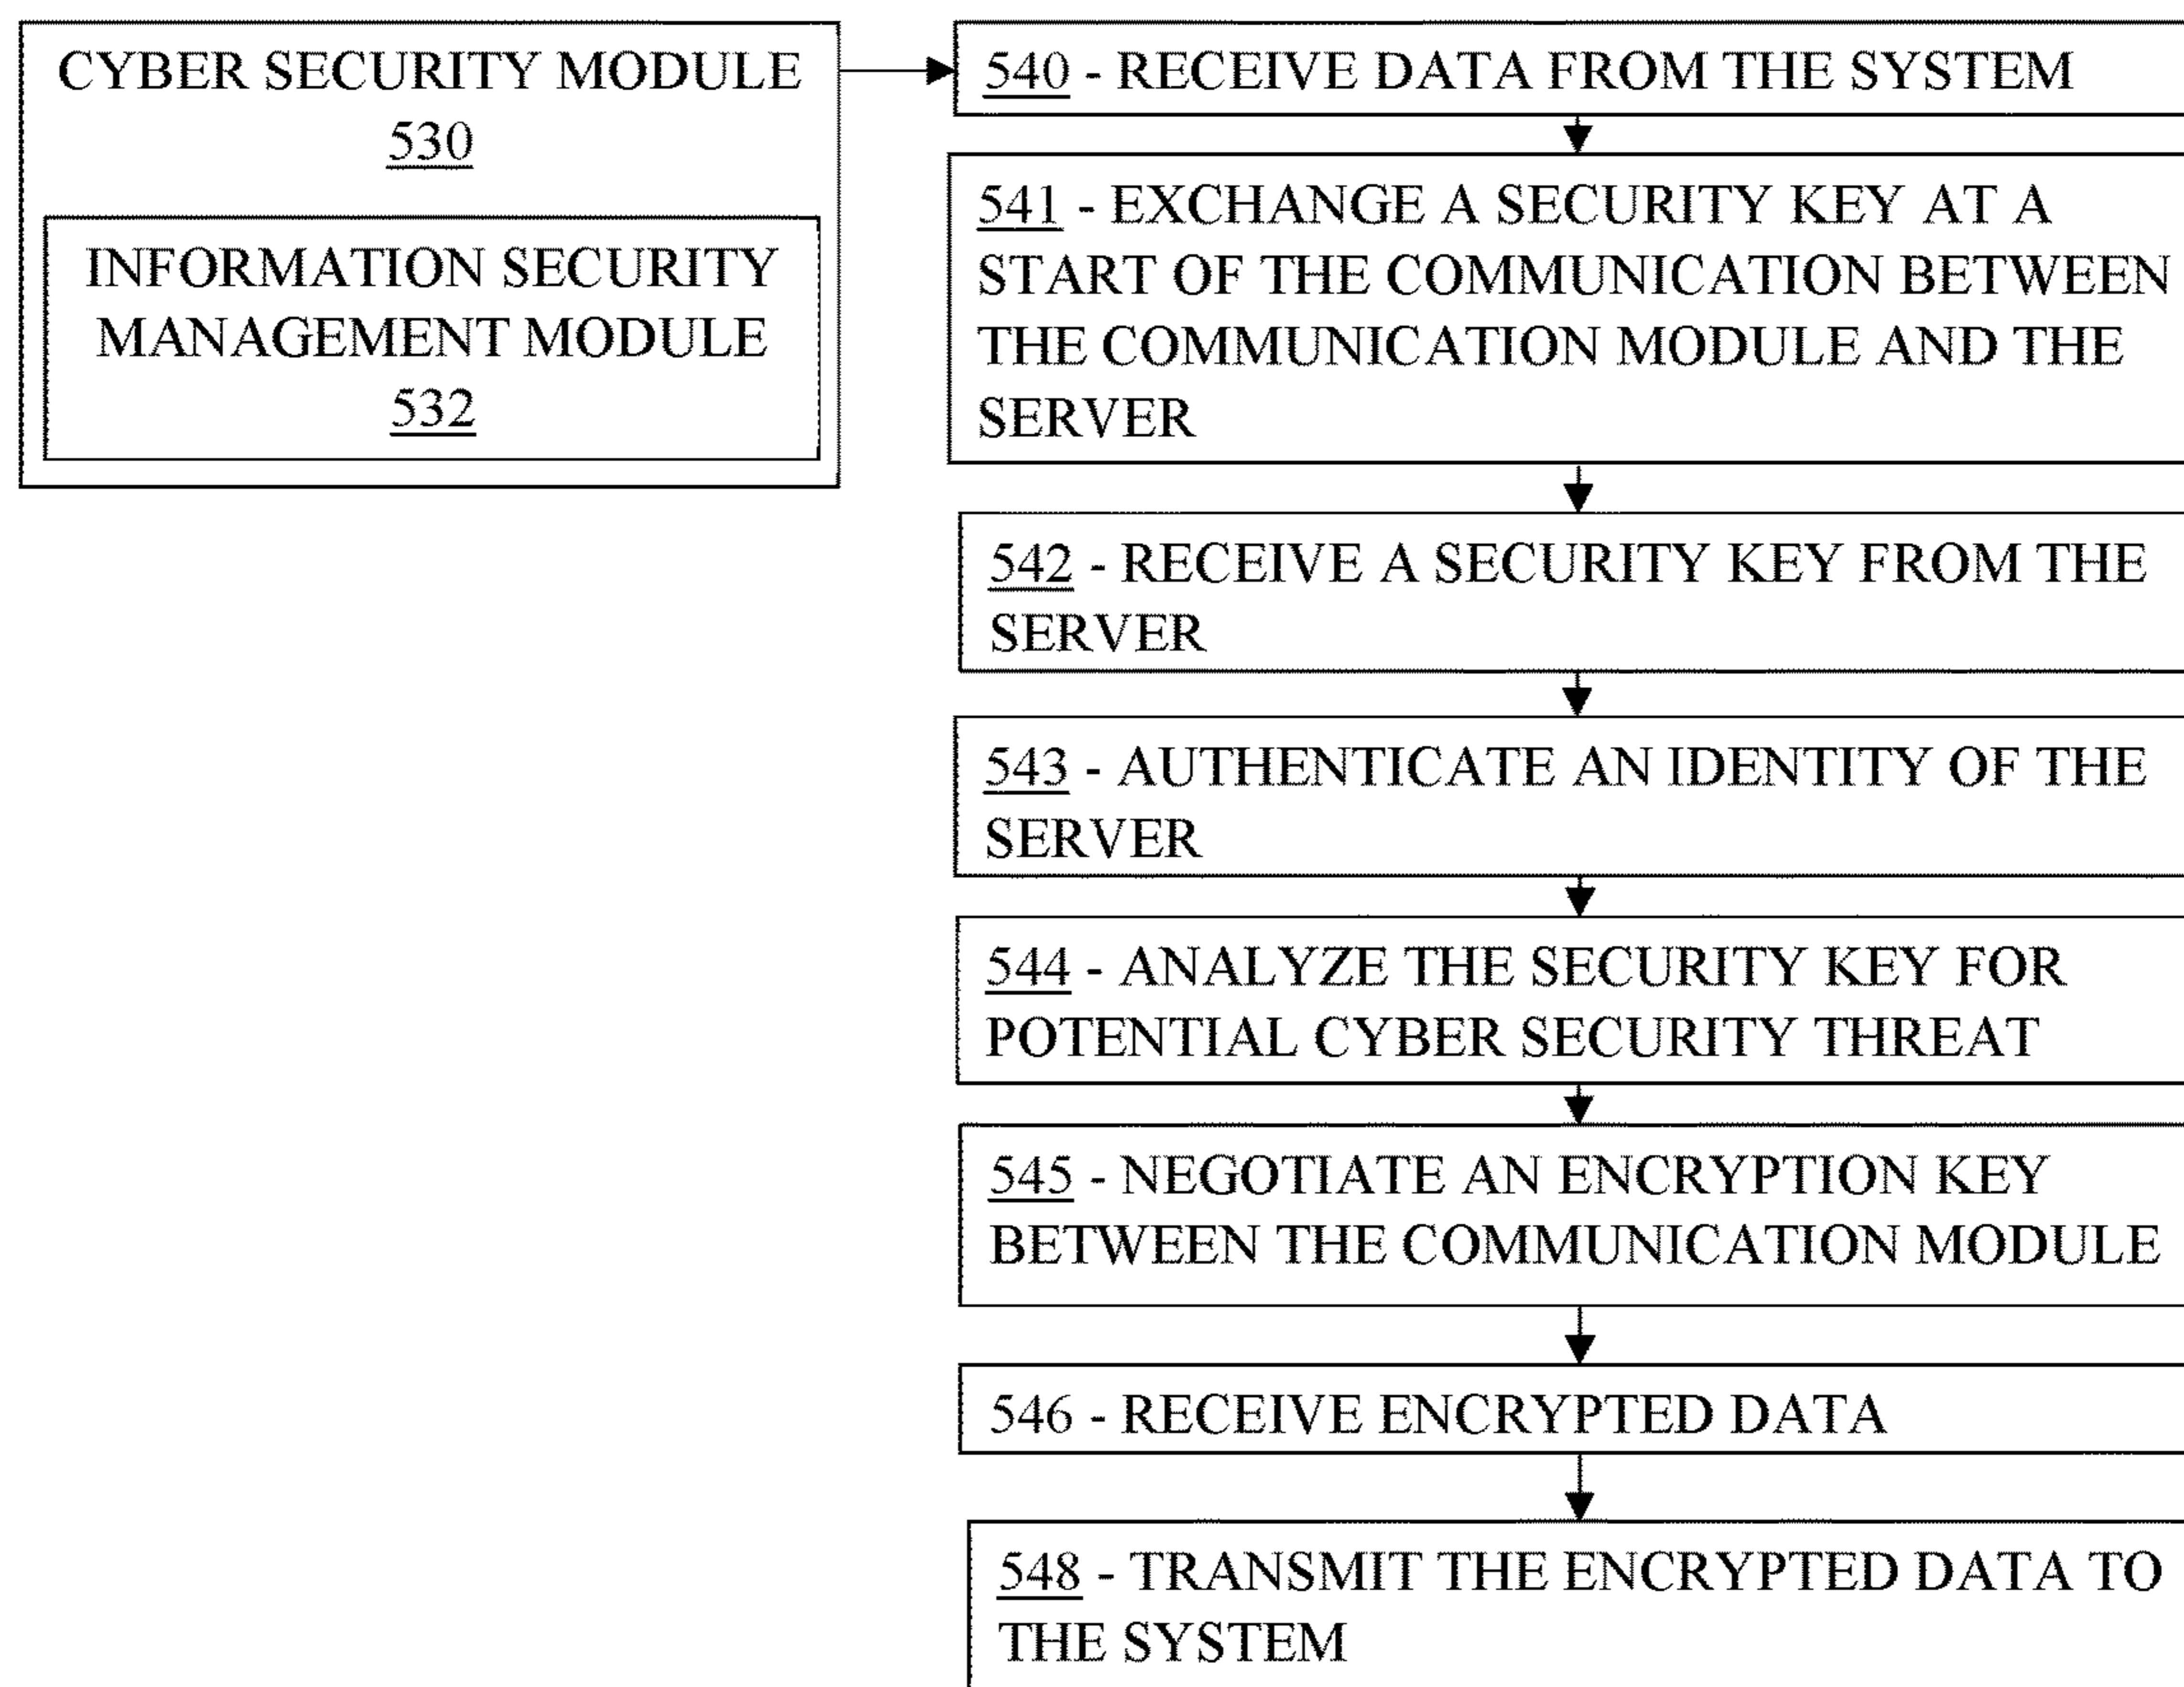 CYBER SECURITY MODULE
530
INFORMATION SECURITY
MANAGEMENT MODULE
532
540 - RECEIVE DATA FROM THE SYSTEM
541 - EXCHANGE A SECURITY KEY AT A
START OF THE COMMUNICATION BETWEEN
THE COMMUNICATION MODULE AND THE
SERVER
542 - RECEIVE A SECURITY KEY FROM THE
SERVER
543 - AUTHENTICATE AN IDENTITY OF THE
SERVER
544 - ANALYZE THE SECURITY KEY FOR
POTENTIAL CYBER SECURITY THREAT
545 - NEGOTIATE AN ENCRYPTION KEY
BETWEEN THE COMMUNICATION MODULE
546 - RECEIVE ENCRYPTED DATA
548 - TRANSMIT THE ENCRYPTED DATA TO
THE SYSTEM